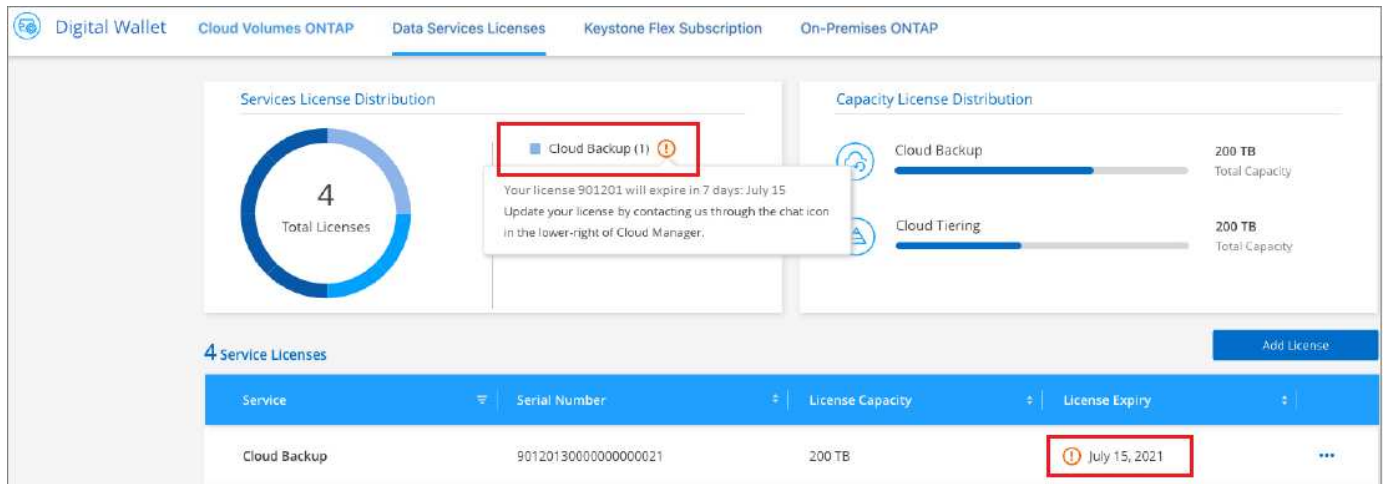 Digital Wallet
Cloud Volumes ONTAP
Data Services Licenses
Keystone Flex Subscription
On-Premises ONTAP
Services License Distribution
4
Total Licenses
Cloud Backup (1)
Your license 901201 will expire in 7 days: July 15
Update your license by contacting us through the chat icon
in the lower-right of Cloud Manager.
Capacity License Distribution
Cloud Backup
200 TB
Total Capacity
Cloud Tiering
200 TB
Total Capacity
4 Service Licenses
Add License
Service
Serial Number
License Capacity
License Expiry
Cloud Backup
90120130000000000021
200 TB
July 15, 2021